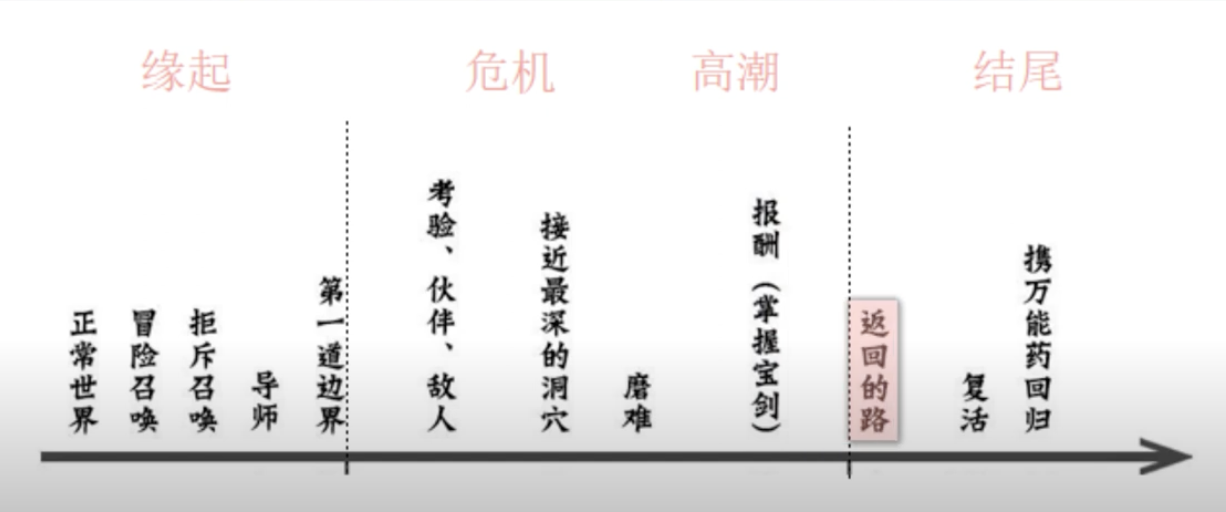 缘起
危机
高潮
结尾
正常世界
冒险召唤
拒斥召唤
导师
第一道边界
考验、伙伴、敌人
接近最深的洞穴
磨难
报酬（掌握宝剑）
返回的路
复活
携万能药回归